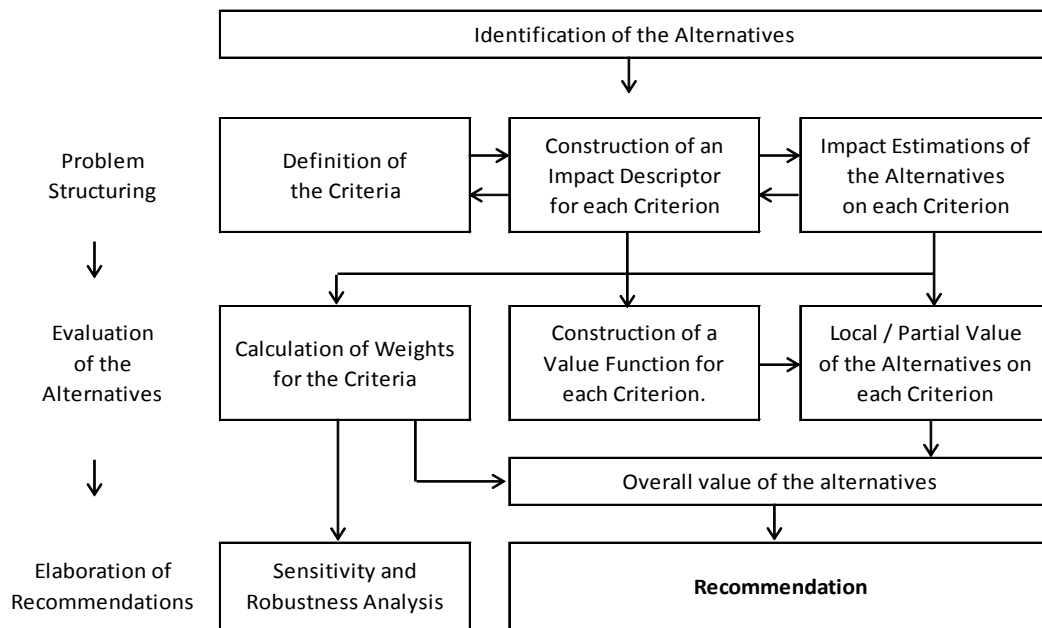 Identification of the Alternatives
Problem
Structuring
Definition of
the Criteria
Construction of an
Impact Descriptor
for each Criterion
Impact Estimations of
the Alternatives
on each Criterion
Evaluation
of the
Alternatives
Calculation of Weights
for the Criteria
Construction of a
Value Function for
each Criterion.
Local / Partial Value
of the Alternatives on
each Criterion
Overall value of the alternatives
Elaboration of
Recommendations
Sensitivity and
Robustness Analysis
Recommendation